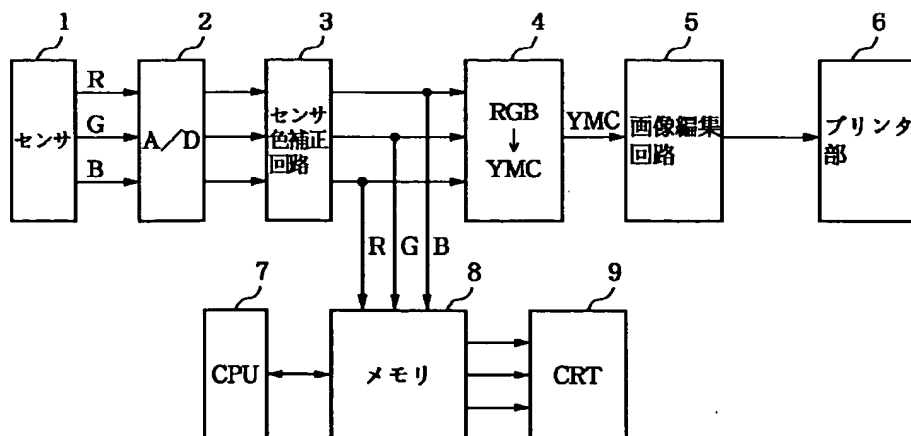 1
2
3
4
5
6
R
G
B
センサ
A／D
センサ
色補正
回路
RGB
↓
YMC
YMC
画像編集
回路
プリンタ
部
R
G
B
7
8
9
CPU
メモリ
CRT